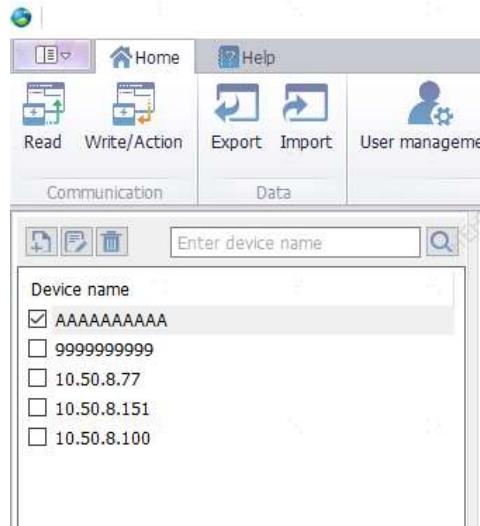 Home Help
Read Write/Action Export Import User manageme
Communication Data
Enter device name
Device name
AAAAAAAAAA
9999999999
10.50.8.77
10.50.8.151
10.50.8.100